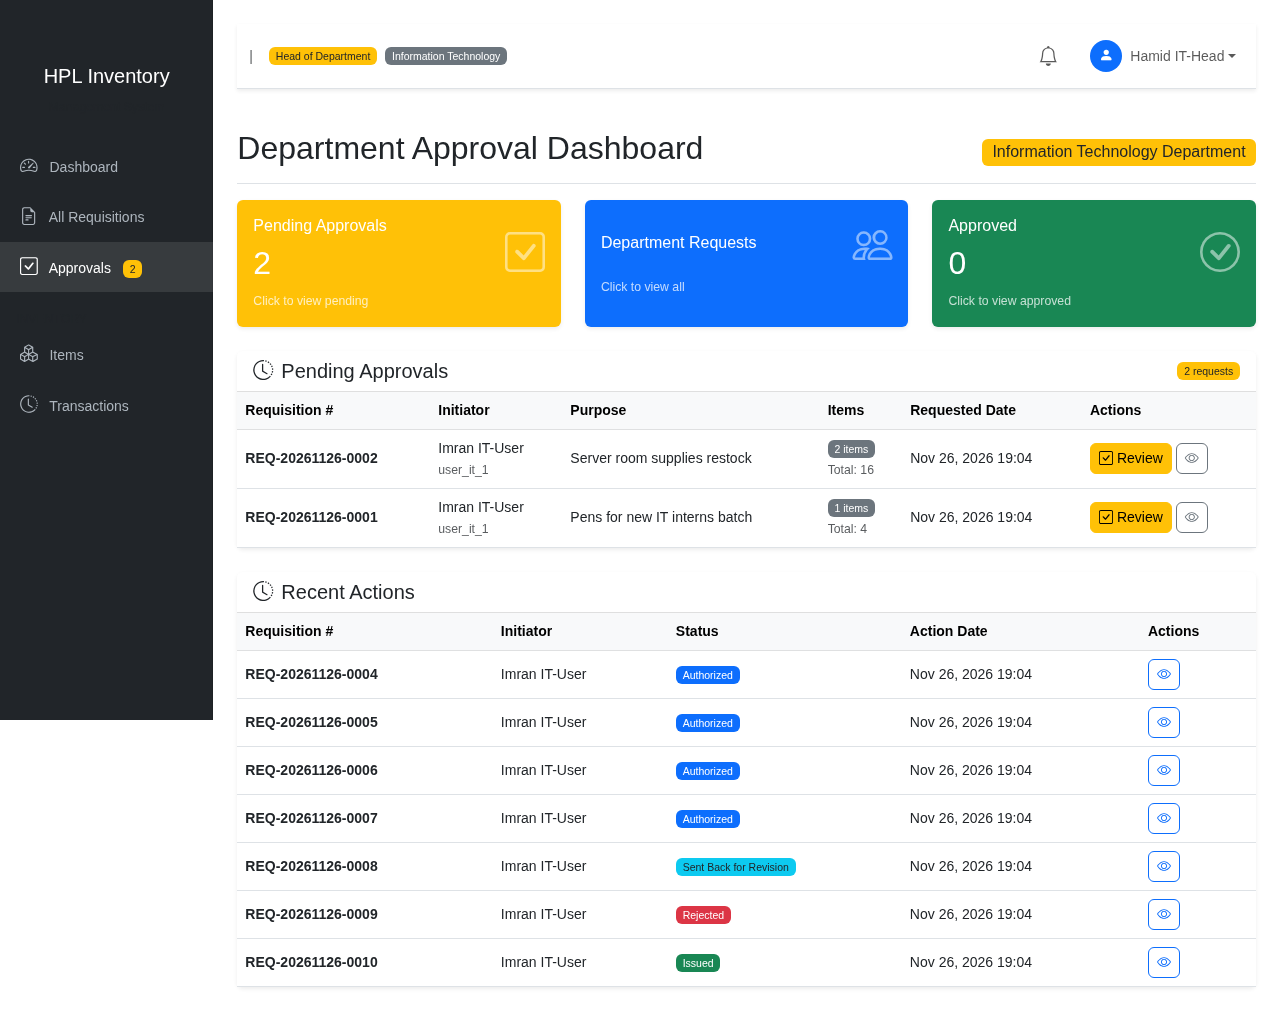 HPL Inventory
Dashboard
All Requisitions
Approvals 2
Items
Transactions
| Head of Department Information Technology
Hamid IT-Head
Department Approval Dashboard
Information Technology Department
Pending Approvals
2
Click to view pending
Department Requests
Click to view all
Approved
0
Click to view approved
Pending Approvals
2 requests
Requisition # Initiator Purpose Items Requested Date Actions
REQ-20261126-0002 Imran IT-User user_it_1 Server room supplies restock 2 items Total: 16 Nov 26, 2026 19:04 Review
REQ-20261126-0001 Imran IT-User user_it_1 Pens for new IT interns batch 1 items Total: 4 Nov 26, 2026 19:04 Review
Recent Actions
Requisition # Initiator Status Action Date Actions
REQ-20261126-0004 Imran IT-User Authorized Nov 26, 2026 19:04
REQ-20261126-0005 Imran IT-User Authorized Nov 26, 2026 19:04
REQ-20261126-0006 Imran IT-User Authorized Nov 26, 2026 19:04
REQ-20261126-0007 Imran IT-User Authorized Nov 26, 2026 19:04
REQ-20261126-0008 Imran IT-User Sent Back for Revision Nov 26, 2026 19:04
REQ-20261126-0009 Imran IT-User Rejected Nov 26, 2026 19:04
REQ-20261126-0010 Imran IT-User Issued Nov 26, 2026 19:04